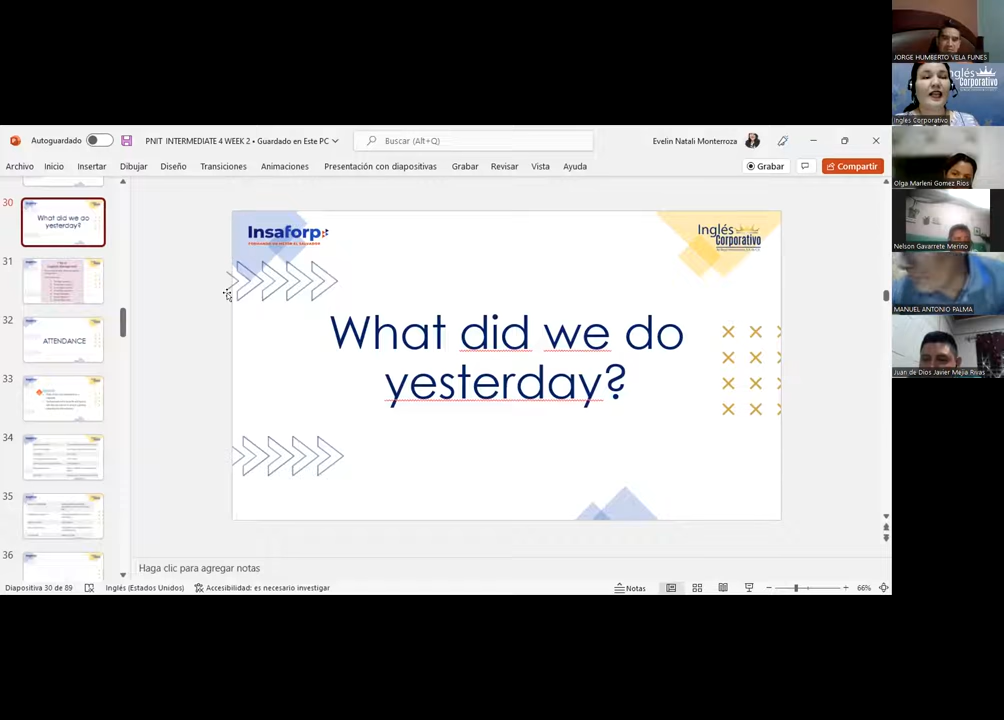 Autoguardado
PNIT INTERMEDIATE 4 WEEK 2 • Guardado en Este PC
Buscar (Alt+Q)
Evelin Natali Monterroza
Archivo Inicio Insertar Dibujar Diseño Transiciones Animaciones Presentación con diapositivas Grabar Revisar Vista Ayuda
Grabar
Compartir
30
What did we do
yesterday?
31
32
ATTENDANCE
33
34
35
36
Insaforp
Inglés
Corporativo
What did we do
yesterday?
Haga clic para agregar notas
Diapositiva 30 de 89
Inglés (Estados Unidos)
Accesibilidad: es necesario investigar
Notas
66%
JORGE HUMBERTO VELA FUNES
Inglés
Corporativo
Ingles Corporativo
Olga Marleni Gomez Rios
Nelson Gavarrete Merino
MANUEL ANTONIO PALMA
Juan de Dios Javier Mejia Rivas